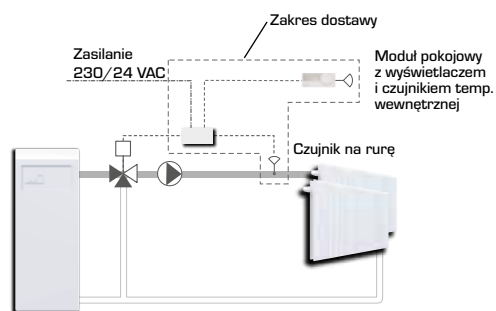 Zakres dostawy
Zasilanie
230/24 VAC
Moduł pokojowy
z wyświetlaczem
i czujnikiem temp.
wewnętrznej
Czujnik na rurę